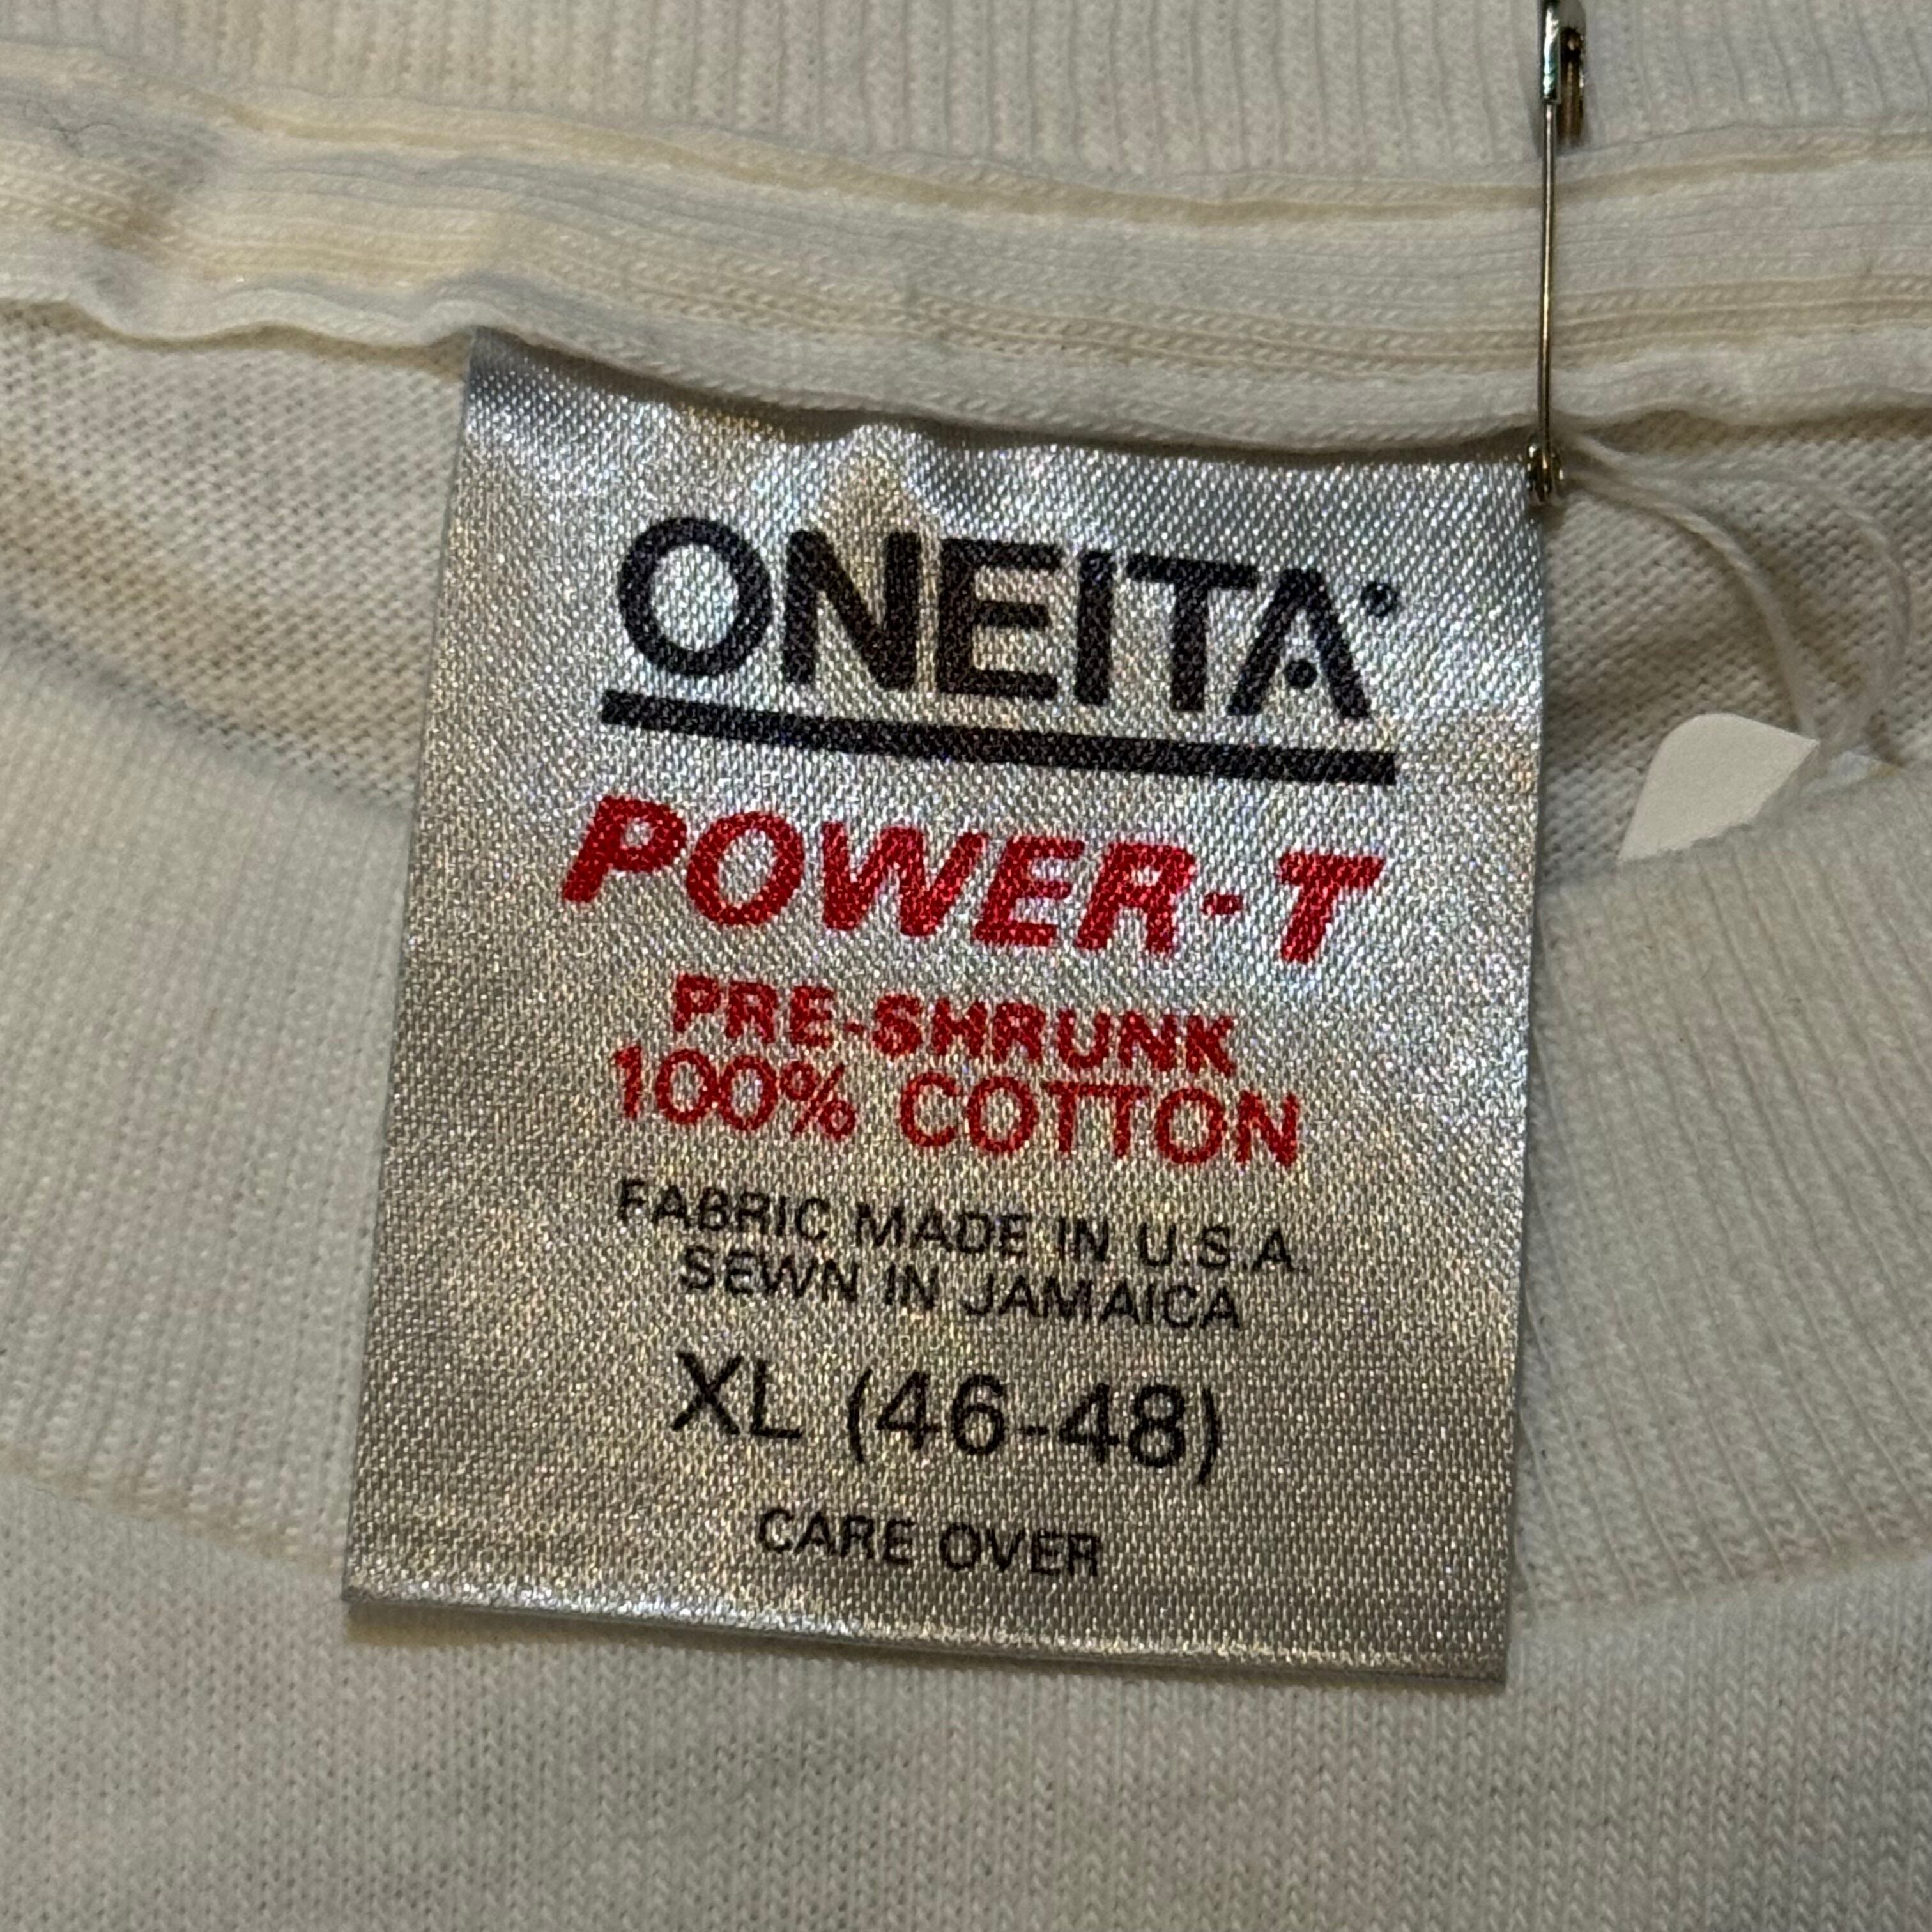 ONEITA®
POWER-T
PRE-SHRUNK
100% COTTON
FABRIC MADE IN U.S.A.
SEWN IN JAMAICA
XL (46-48)
CARE OVER